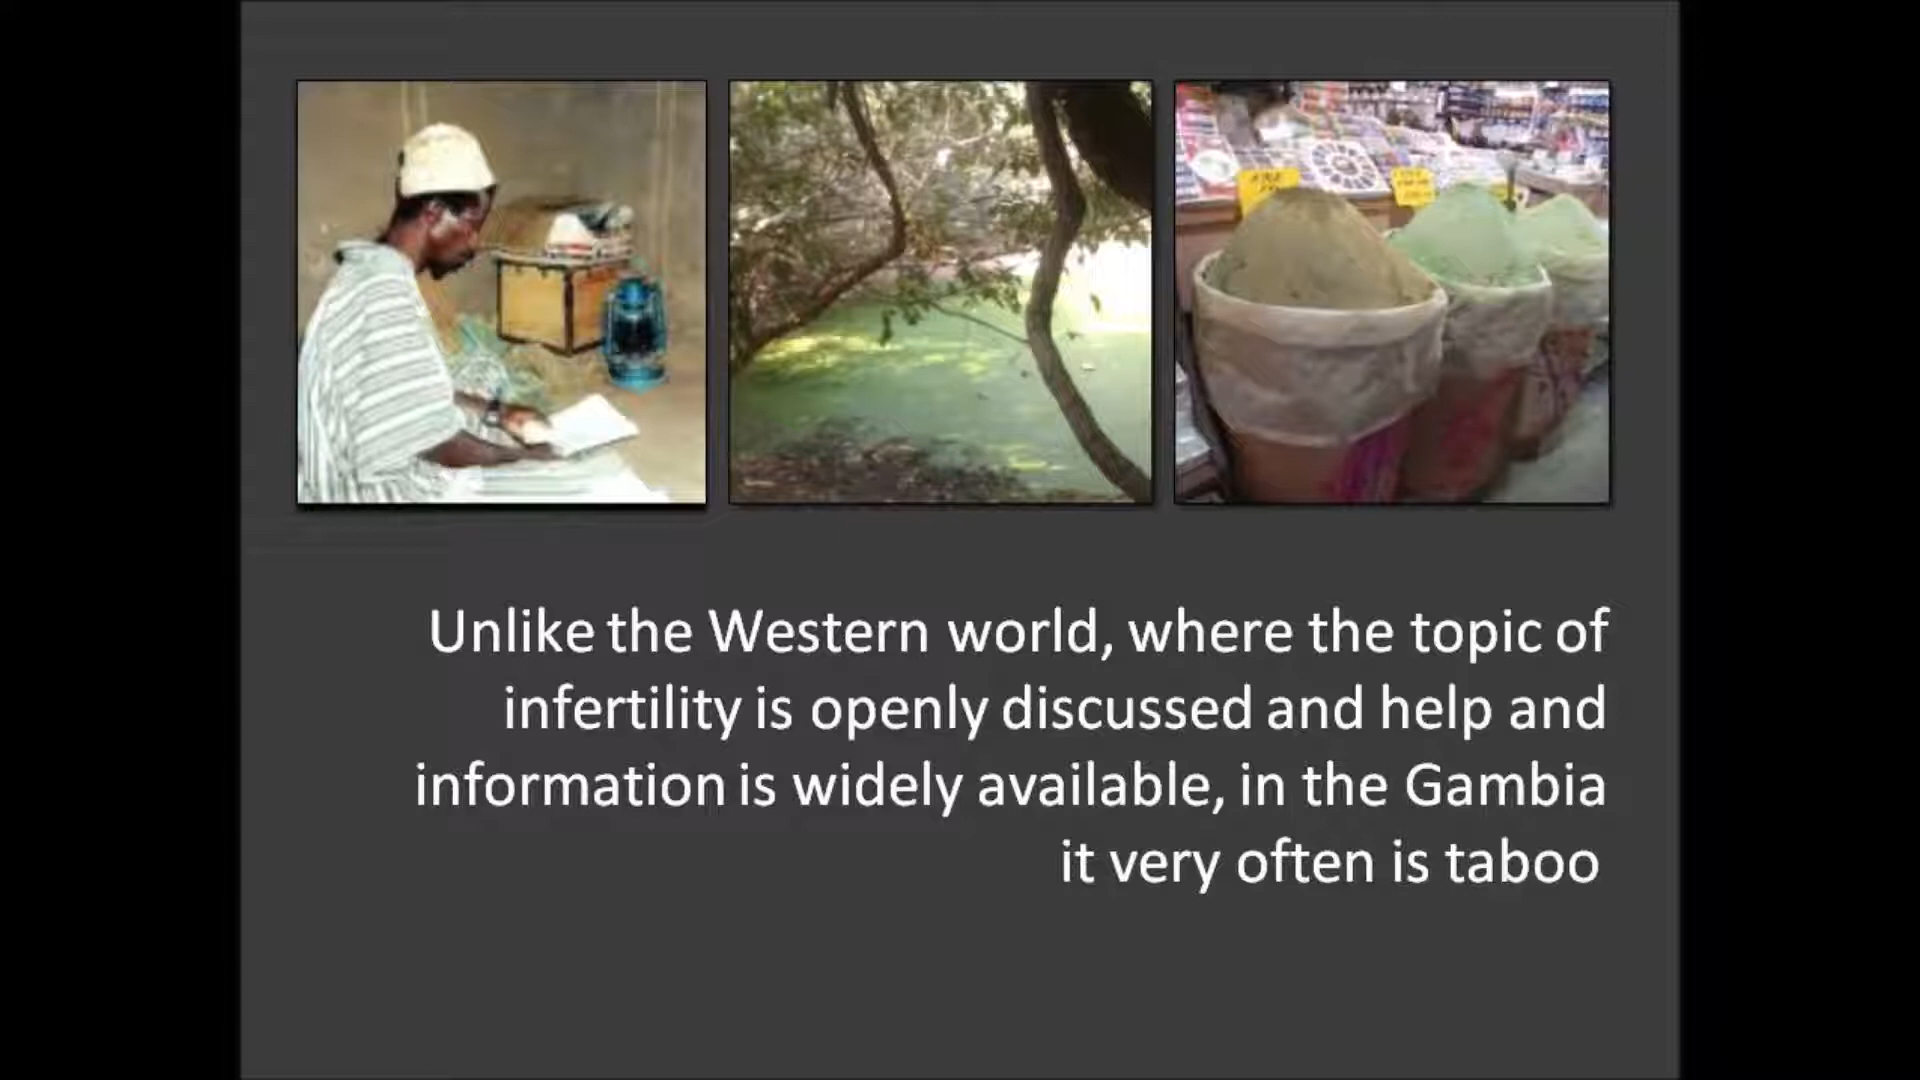 Unlike the Western world, where the topic of
infertility is openly discussed and help and
information is widely available, in the Gambia
it very often is taboo